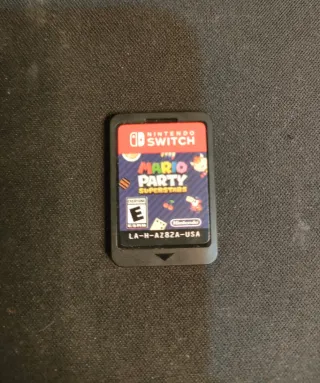 NINTENDO
SWITCH
MARIO
PARTY
SUPERSTARS
E
Nintendo
LA-H-AZ82A-USA